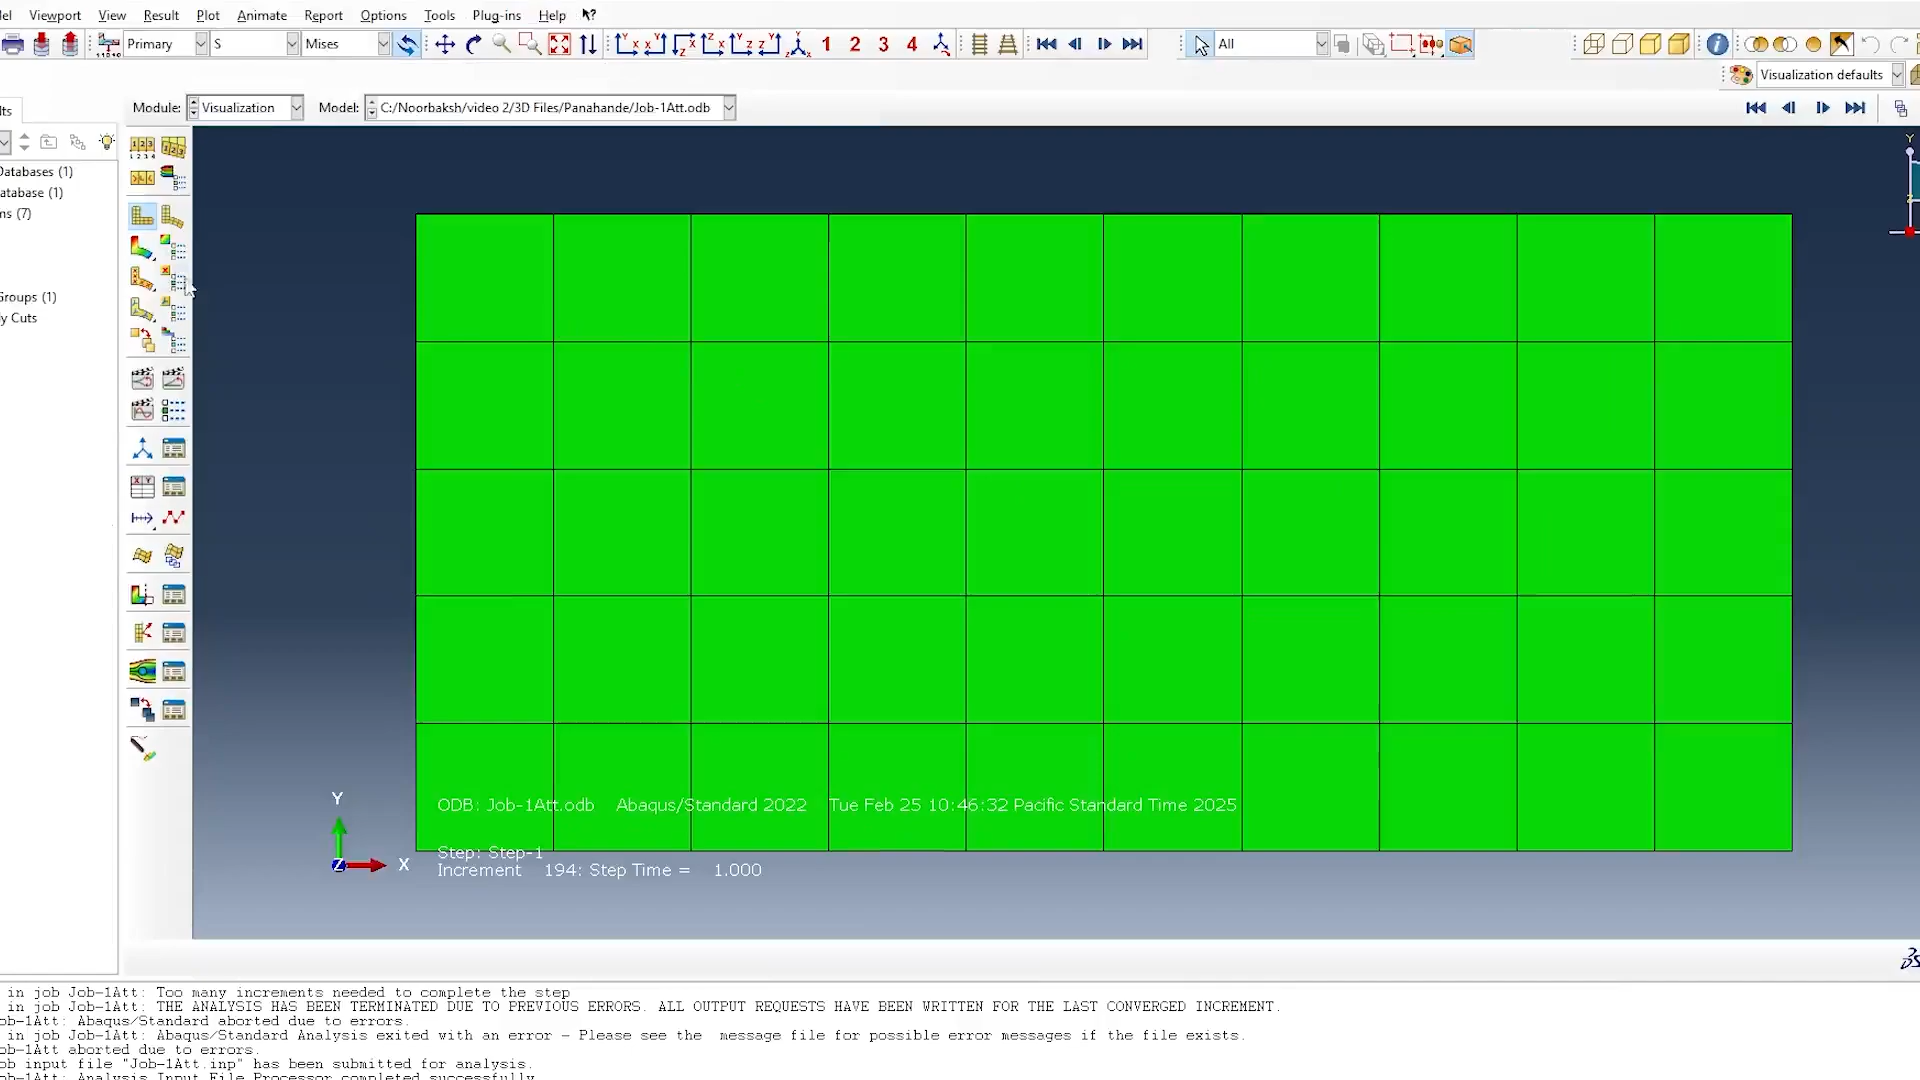 Viewport View Result Plot Animate Report Options Tools Plug-ins Help
Primary S Mises 1 2 3 4 All
Visualization defaults
Module: Visualization Model: C:/Noorbaksh/video 2/3D Files/Panahande/Job-1Att.odb
Databases (1)
atabase (1)
ns (7)
Groups (1)
y Cuts
Y
Z
X
ODB: Job-1Att.odb Abaqus/Standard 2022 Tue Feb 25 10:46:32 Pacific Standard Time 2025
Step: Step-1
Increment 194: Step Time = 1.000
in job Job-1Att: Too many increments needed to complete the step
in job Job-1Att: THE ANALYSIS HAS BEEN TERMINATED DUE TO PREVIOUS ERRORS. ALL OUTPUT REQUESTS HAVE BEEN WRITTEN FOR THE LAST CONVERGED INCREMENT.
ob-1Att: Abaqus/Standard aborted due to errors.
in job Job-1Att: Abaqus/Standard Analysis exited with an error - Please see the message file for possible error messages if the file exists.
ob-1Att aborted due to errors.
ob input file "Job-1Att.inp" has been submitted for analysis.
ob-1Att: Analysis Input File Processor completed successfully